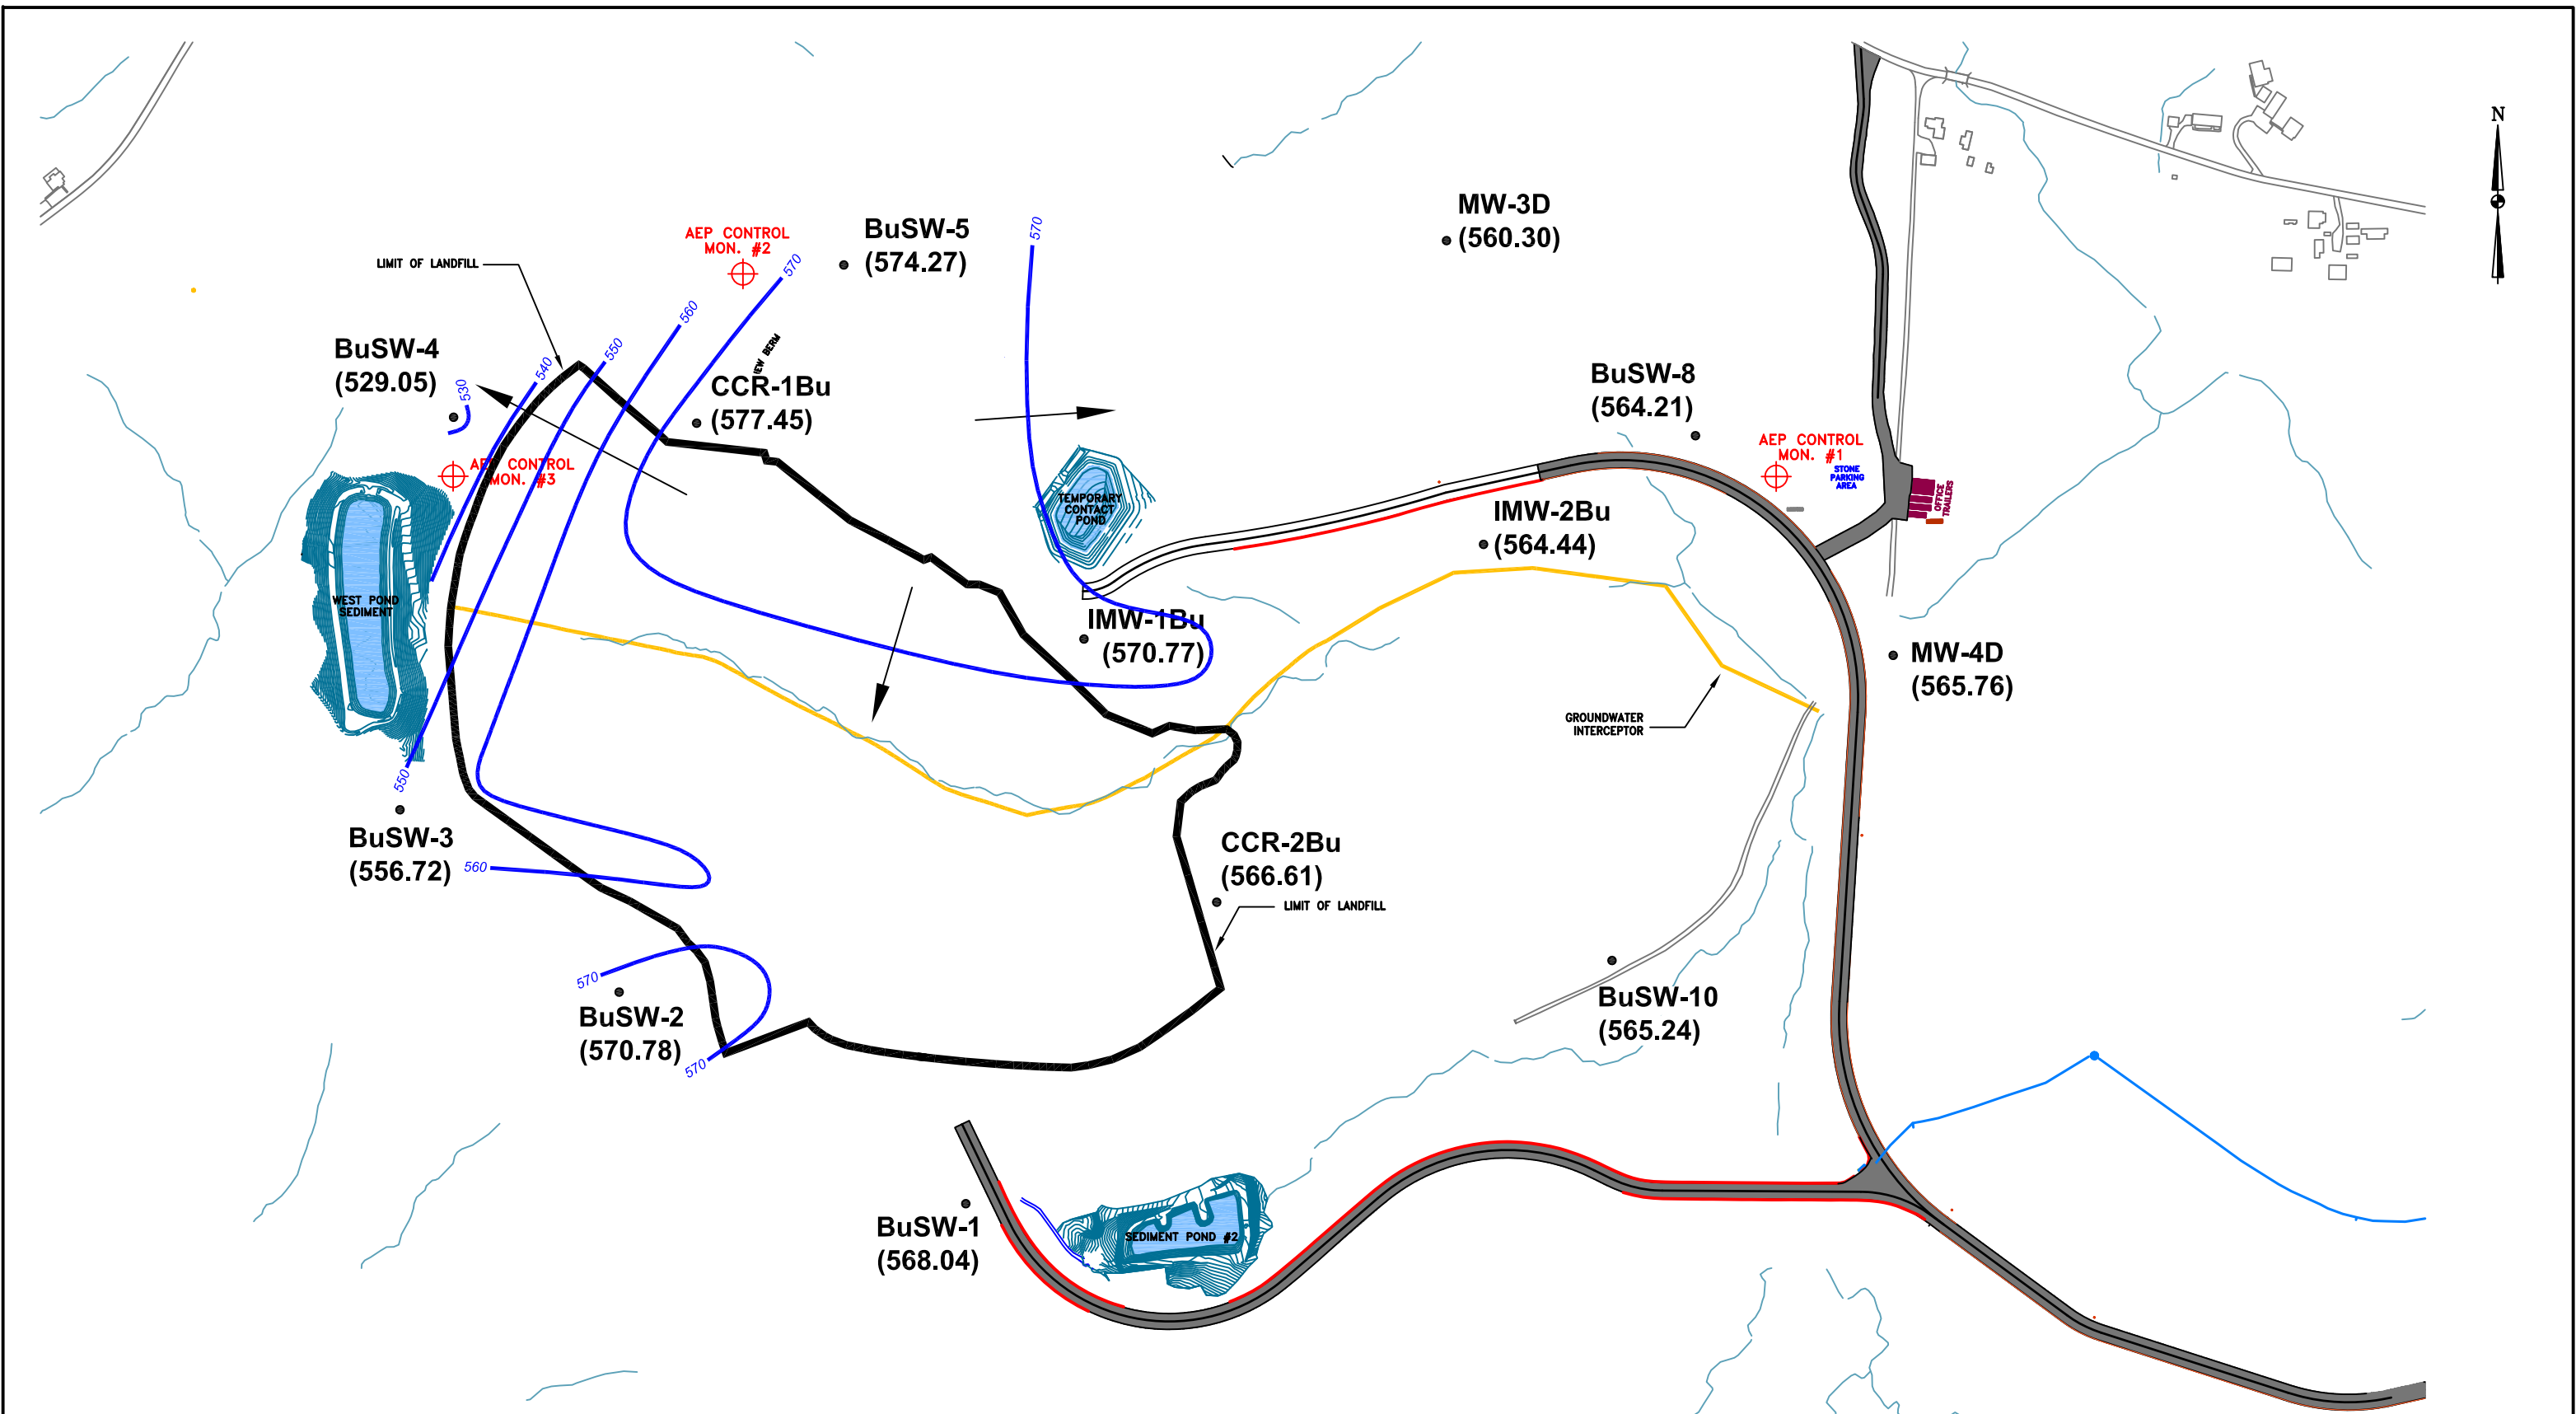 N
MW-3D
(560.30)
BuSW-5
(574.27)
AEP CONTROL
MON. #2
570
570
LIMIT OF LANDFILL
560
550
540
530
BuSW-4
(529.05)
CCR-1Bu
(577.45)
BuSW-8
(564.21)
AEP CONTROL
MON. #1
STONE
PARKING
AREA
OFFICE
TRAILERS
AEP CONTROL
MON. #3
TEMPORARY
CONTACT
POND
IMW-2Bu
(564.44)
WEST POND
SEDIMENT
IMW-1Bu
(570.77)
MW-4D
(565.76)
GROUNDWATER
INTERCEPTOR
550
BuSW-3
(556.72)
560
CCR-2Bu
(566.61)
LIMIT OF LANDFILL
570
BuSW-2
(570.78)
570
BuSW-10
(565.24)
BuSW-1
(568.04)
SEDIMENT POND #2
BERM